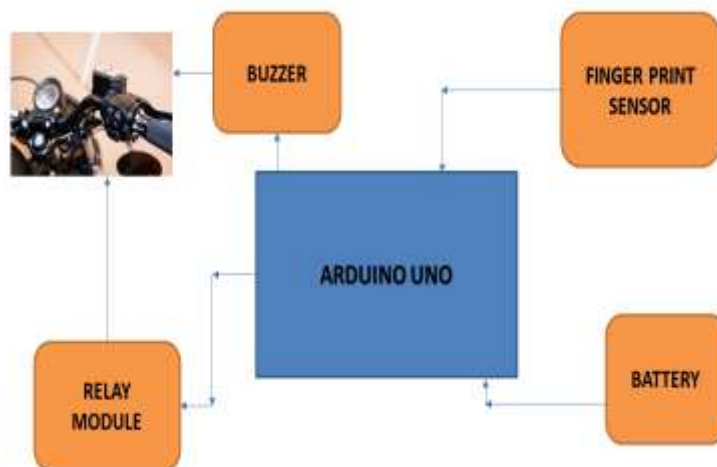 BUZZER
FINGER PRINT
SENSOR
ARDUINO UNO
RELAY
MODULE
BATTERY